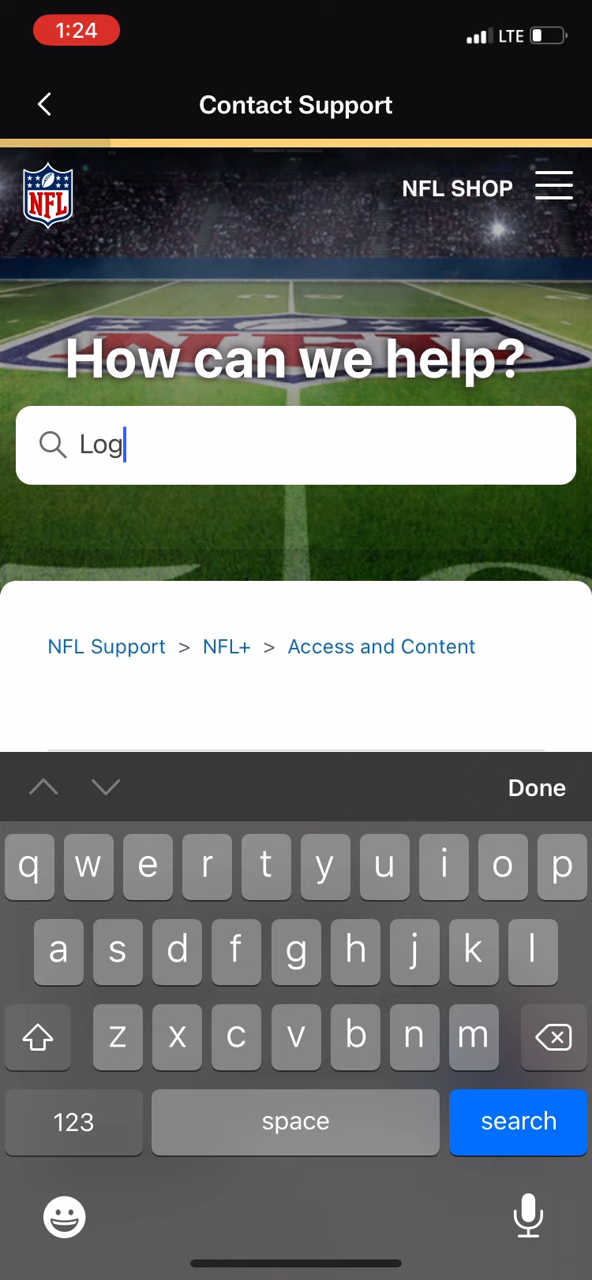 1:24
LTE
Contact Support
NFL
NFL SHOP
NFL
How can we help?
Log
NFL Support > NFL+ > Access and Content
Done
q w e r t y u i o p
a s d f g h j k l
z x c v b n m
123 space search